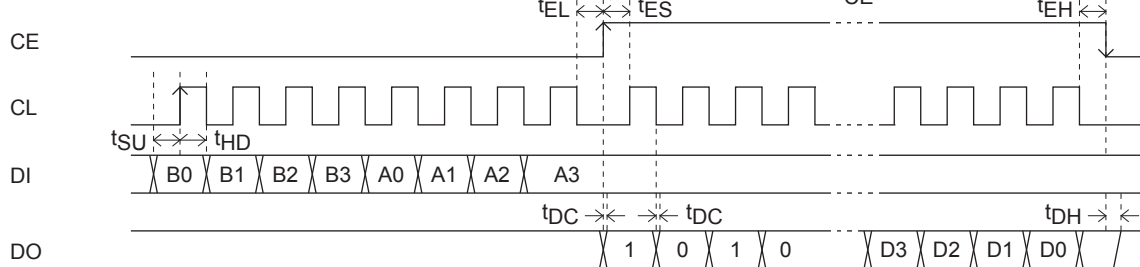 tEL tES tEH
CE
CL
tSU tHD
DI B0 B1 B2 B3 A0 A1 A2 A3
tDC tDC tDH
DO 1 0 1 0 D3 D2 D1 D0